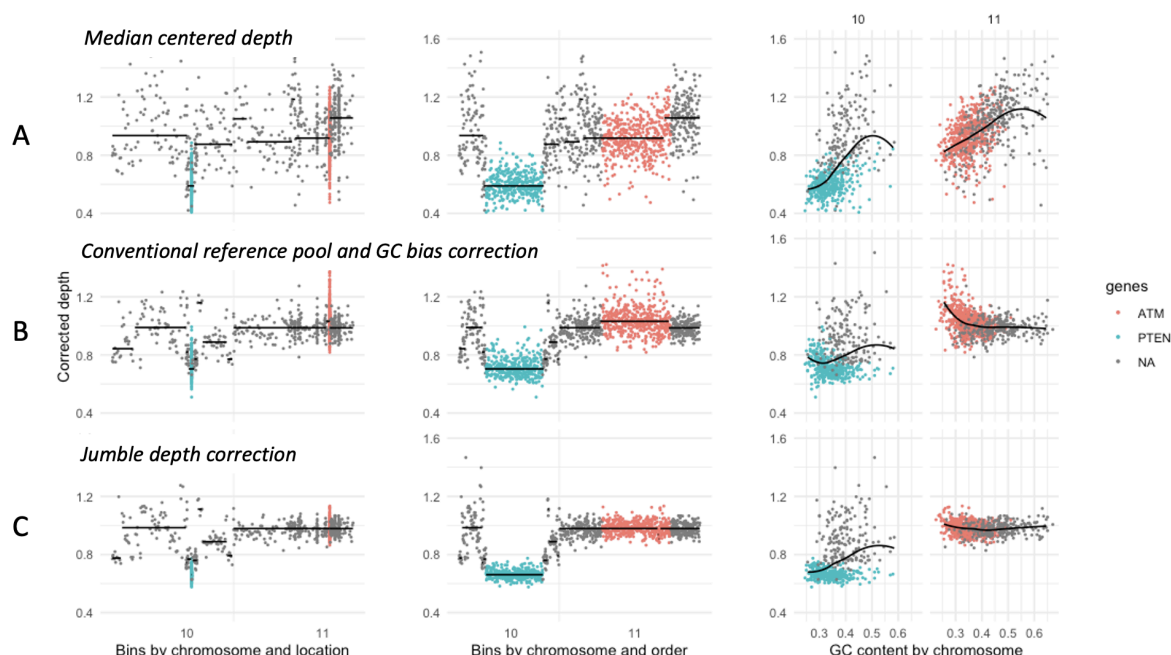 10 11
Median centered depth
1.6 1.6
1.2 1.2 1.2
A
0.8 0.8 0.8
0.4 0.4 0.4
Conventional reference pool and GC bias correction
1.6
genes
1.2 1.2 1.2
ATM
B
PTEN
0.8 0.8 0.8
NA
Corrected depth
0.4 0.4 0.4
Jumble depth correction
1.6 1.6
1.2 1.2 1.2
C
0.8 0.8 0.8
0.4 0.4 0.4
10 11 10 11 0.3 0.4 0.5 0.6 0.3 0.4 0.5 0.6
Bins by chromosome and location Bins by chromosome and order GC content by chromosome